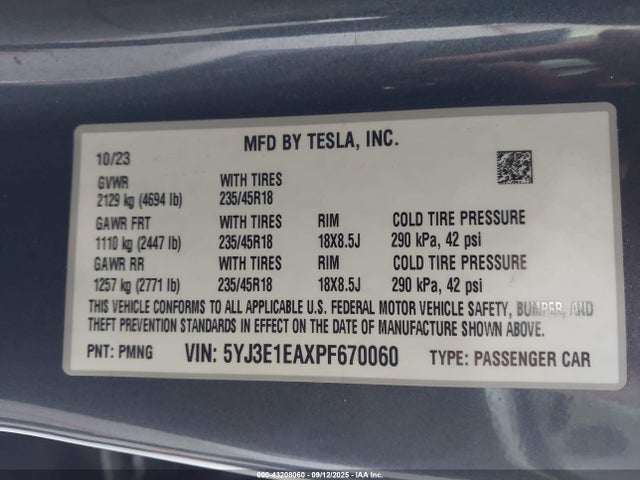 MFD BY TESLA, INC.
10/23
GVWR WITH TIRES
2129 kg (4694 lb) 235/45R18
GAWR FRT WITH TIRES RIM COLD TIRE PRESSURE
1110 kg (2447 lb) 235/45R18 18X8.5J 290 kPa, 42 psi
GAWR RR WITH TIRES RIM COLD TIRE PRESSURE
1257 kg (2771 lb) 235/45R18 18X8.5J 290 kPa, 42 psi
THIS VEHICLE CONFORMS TO ALL APPLICABLE U.S. FEDERAL MOTOR VEHICLE SAFETY, BUMPER, AND
THEFT PREVENTION STANDARDS IN EFFECT ON THE DATE OF MANUFACTURE SHOWN ABOVE.
PNT: PMNG VIN: 5YJ3E1EAXPF670060 TYPE: PASSENGER CAR
000-43208060 - 09/12/2025 - IAA Inc.